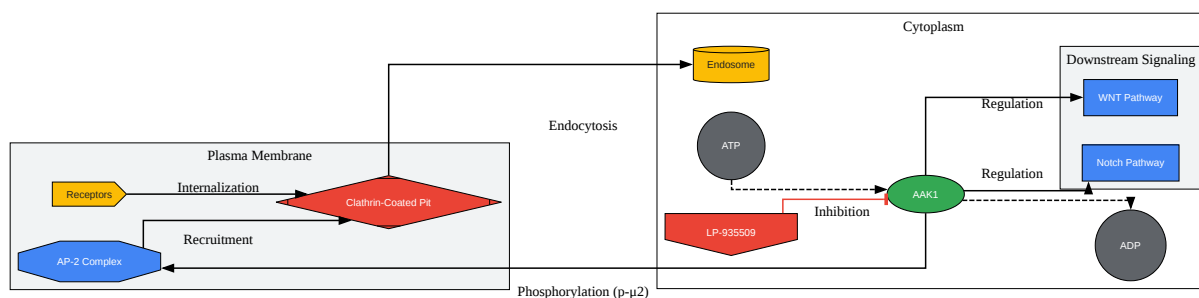 Cytoplasm
Endosome
Downstream Signaling
WNT Pathway
Regulation
Endocytosis
ATP
Plasma Membrane
Notch Pathway
Regulation
Receptors
Internalization
Clathrin-Coated Pit
AAK1
Inhibition
LP-935509
Recruitment
ADP
AP-2 Complex
Phosphorylation (p-μ2)